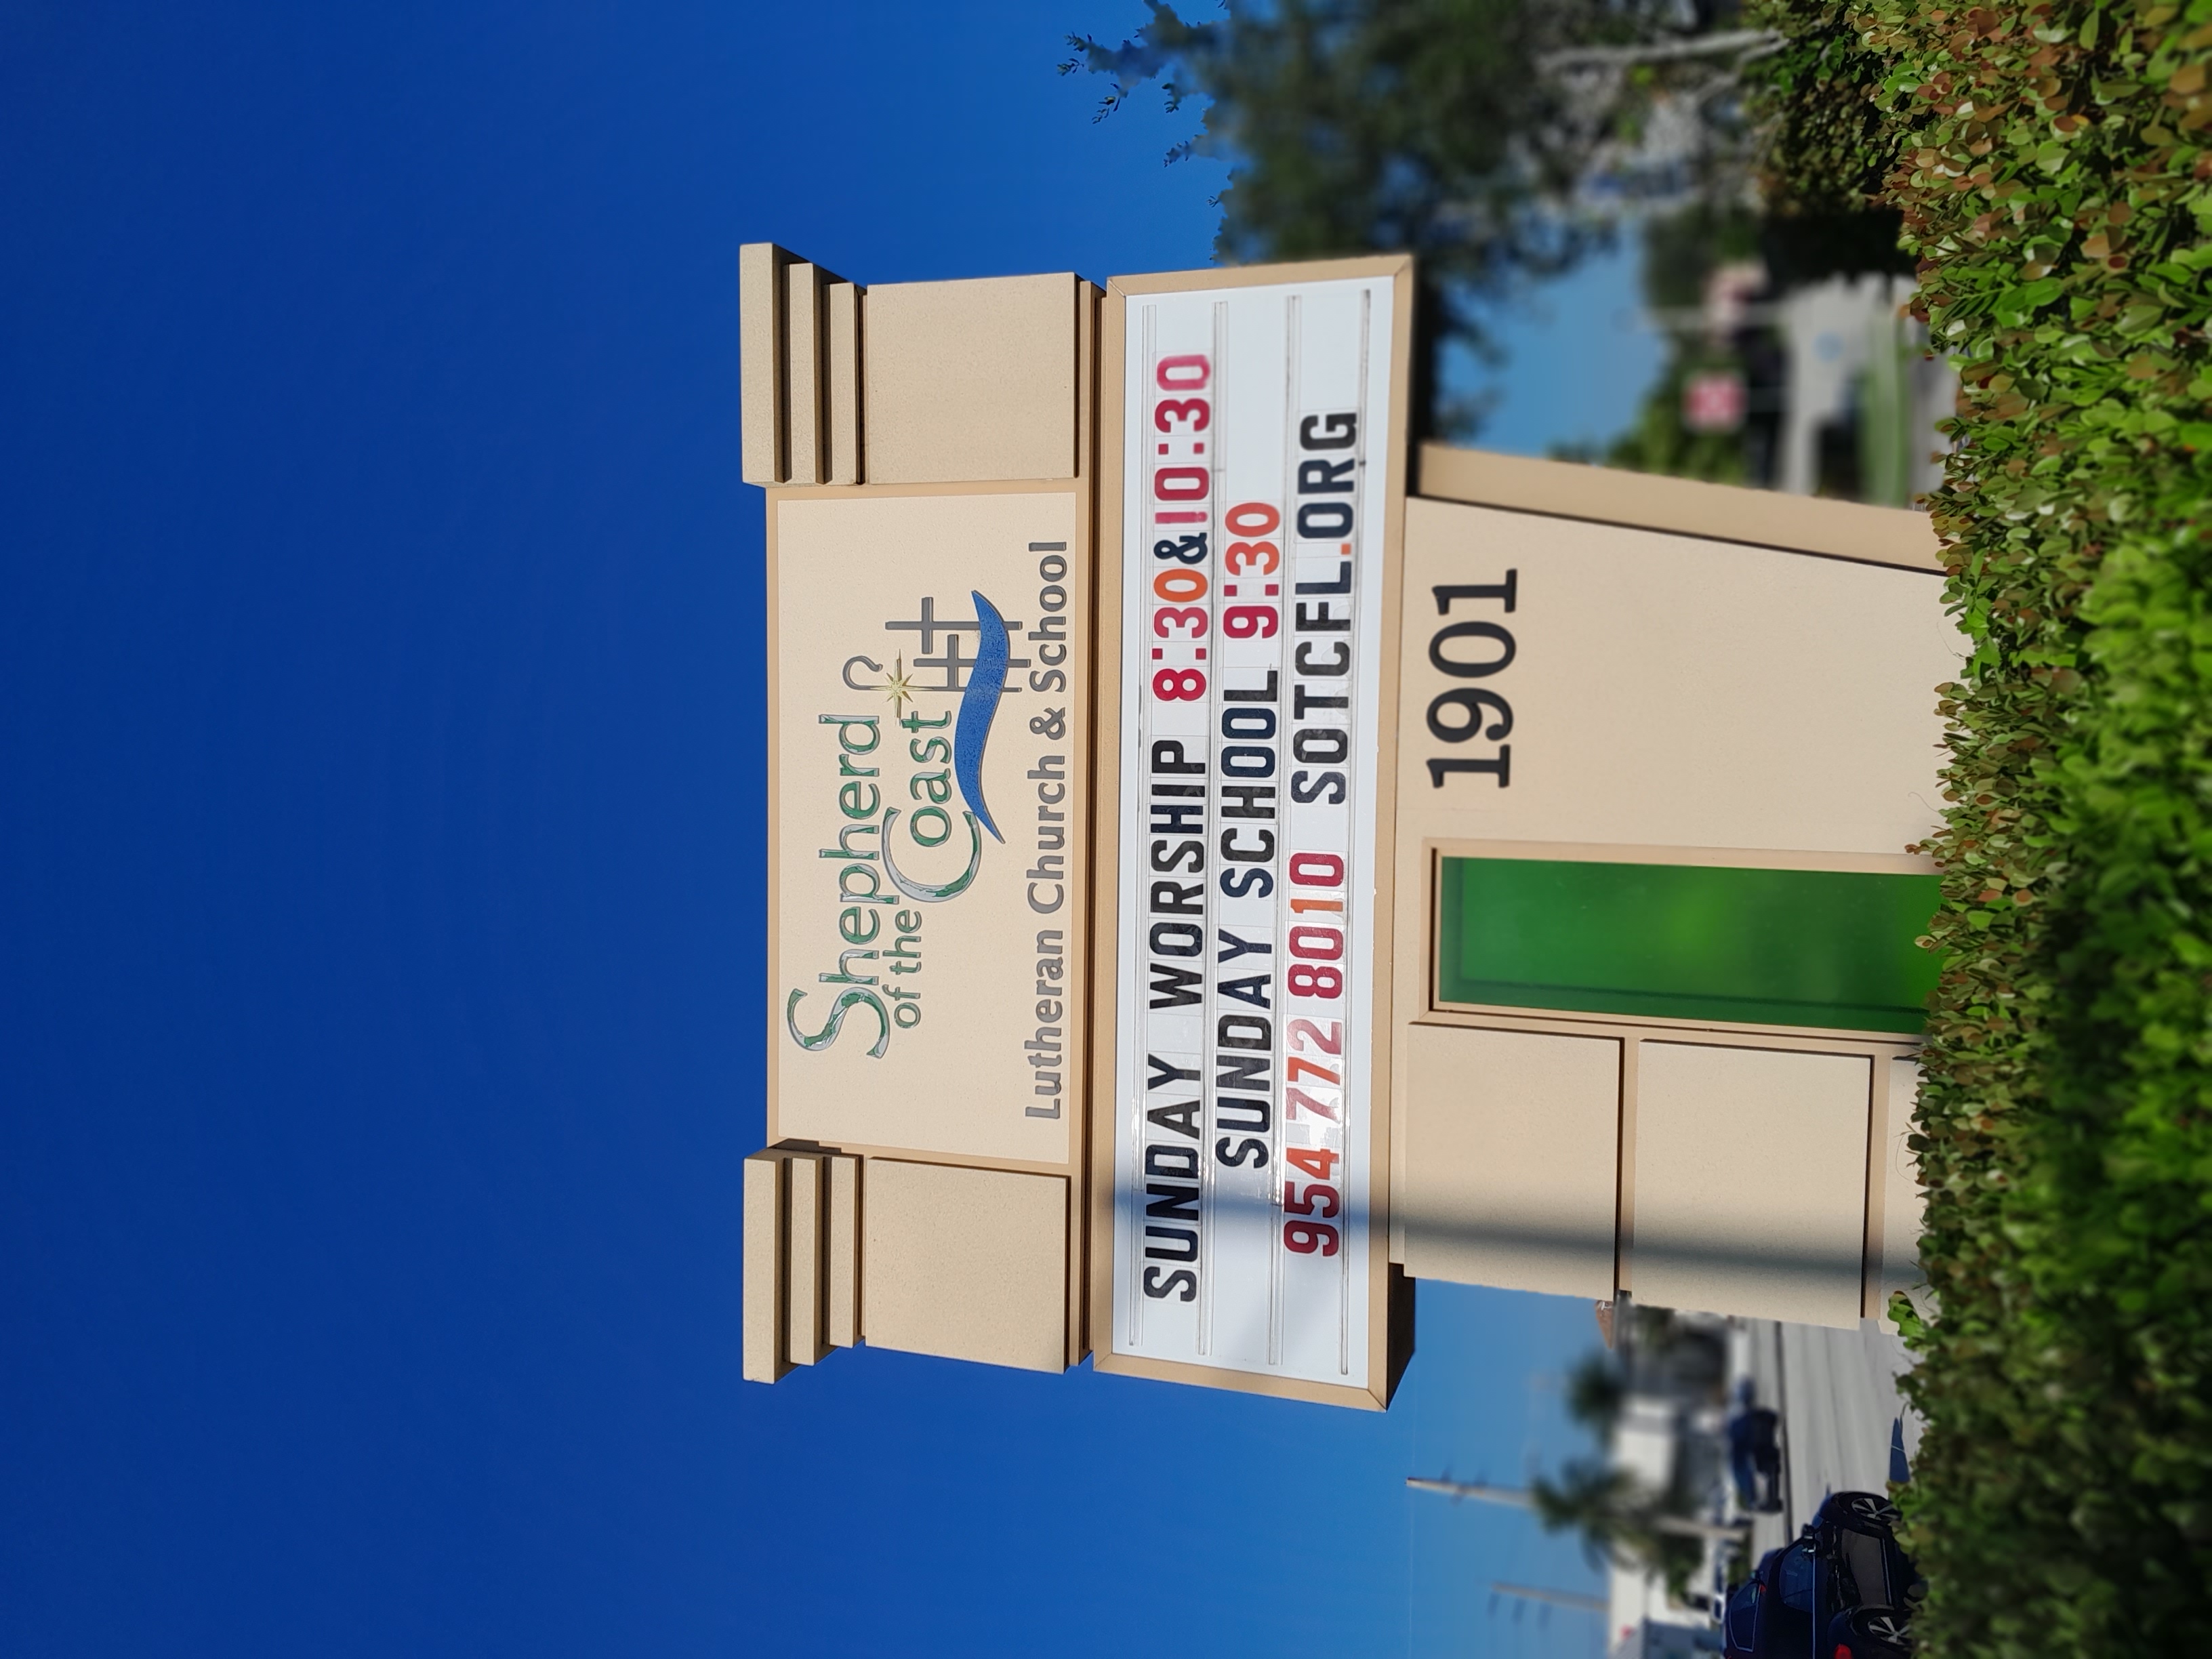 Shepherd
of the Coast
Lutheran Church & School
SUNDAY WORSHIP 8:30&10:30
SUNDAY SCHOOL 9:30
954-772 8010 SOTCFL.ORG
1901